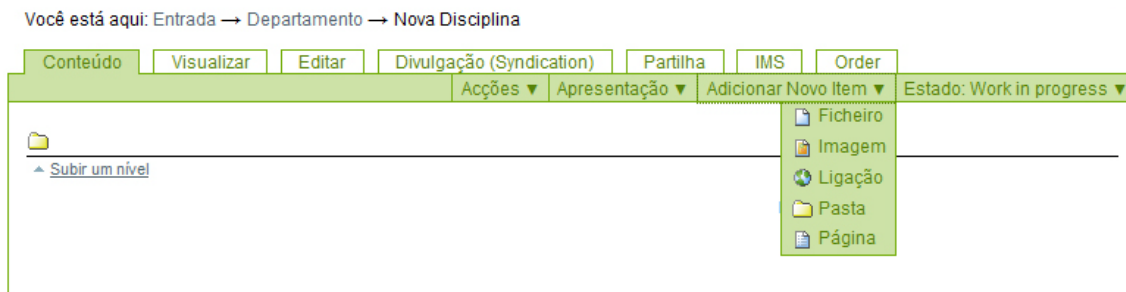 Você está aqui: Entrada → Departamento → Nova Disciplina
Conteúdo Visualizar Editar Divulgação (Syndication) Partilha IMS Order
Acções ▼ Apresentação ▼ Adicionar Novo Item ▼ Estado: Work in progress ▼
Ficheiro
Imagem
Ligação
Pasta
Página
Subir um nível